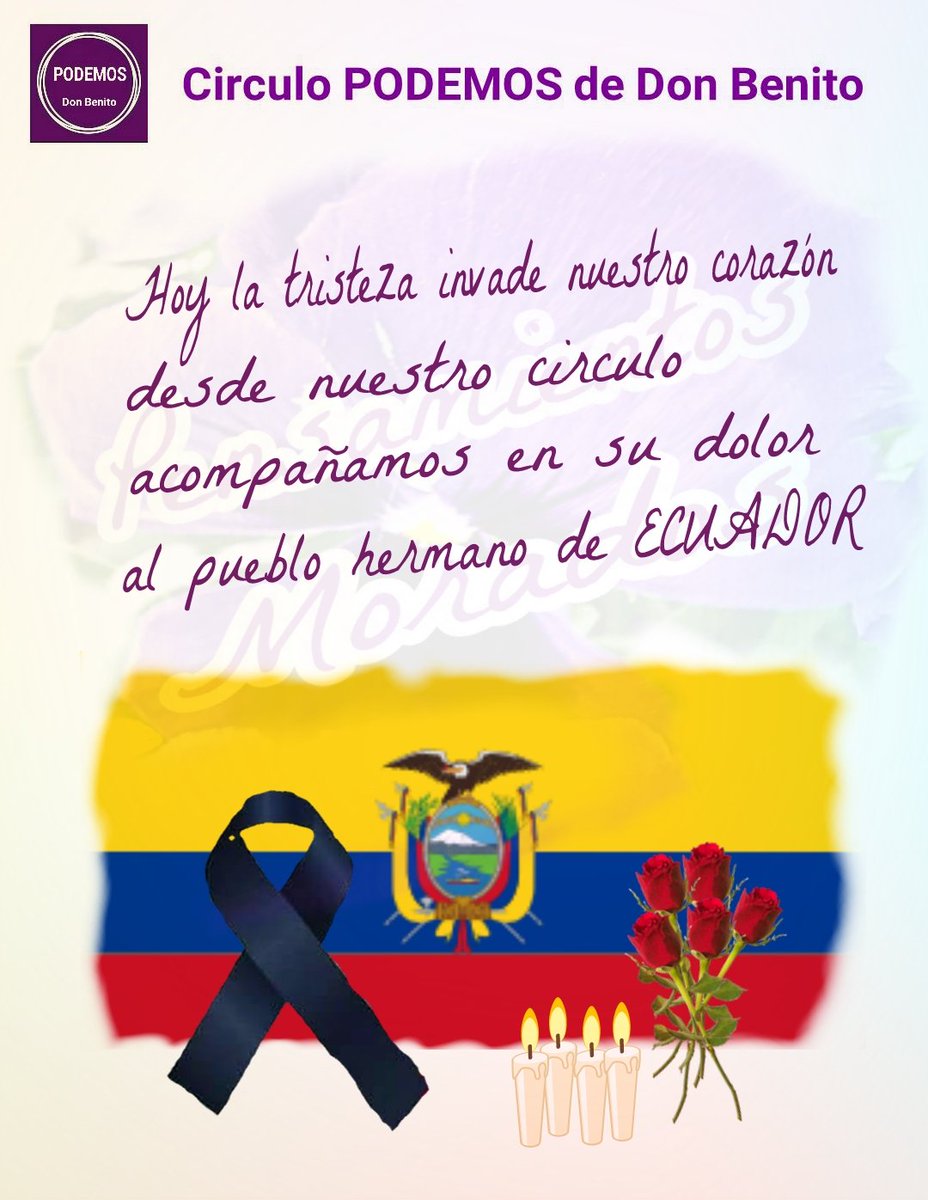 PODEMOS
Don Benito
Circulo PODEMOS de Don Benito
Hoy la tristeza invade nuestro corazón
desde nuestro circulo
acompañamos en su dolor
al pueblo hermano de ECUADOR
Pensamientos
Morados